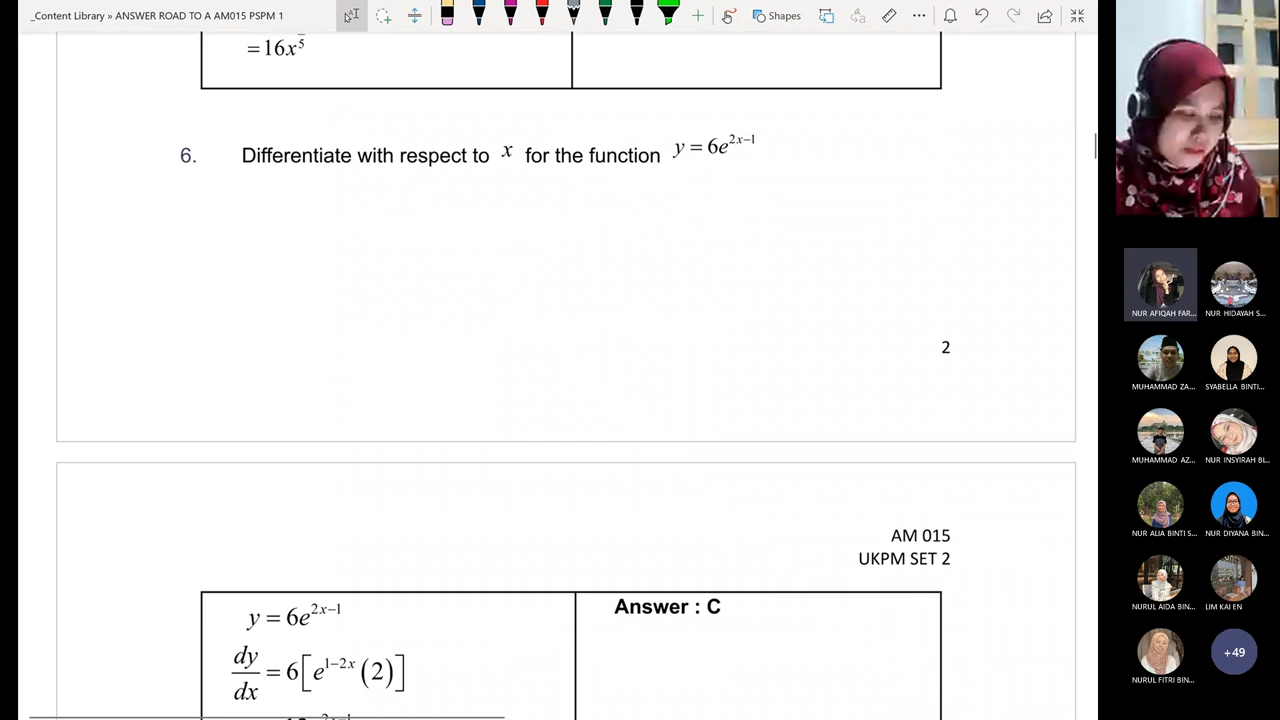 _Content Library » ANSWER ROAD TO A AM015 PSPM 1
Shapes
= 16x^5
6. Differentiate with respect to x for the function y = 6e^{2x−1}
2
AM 015
UKPM SET 2
y = 6e^{2x−1}
dy/dx = 6[e^{1−2x}(2)]
Answer : C
NUR AFIQAH FAR...
NUR HIDAYAH S...
MUHAMMAD ZA...
SYABELLA BINTI...
MUHAMMAD AZ...
NUR INSYIRAH BI...
NUR ALIA BINTI S...
NUR DIYANA BIN...
NURUL AIDA BIN...
LIM KAI EN
NURUL FITRI BIN...
+49